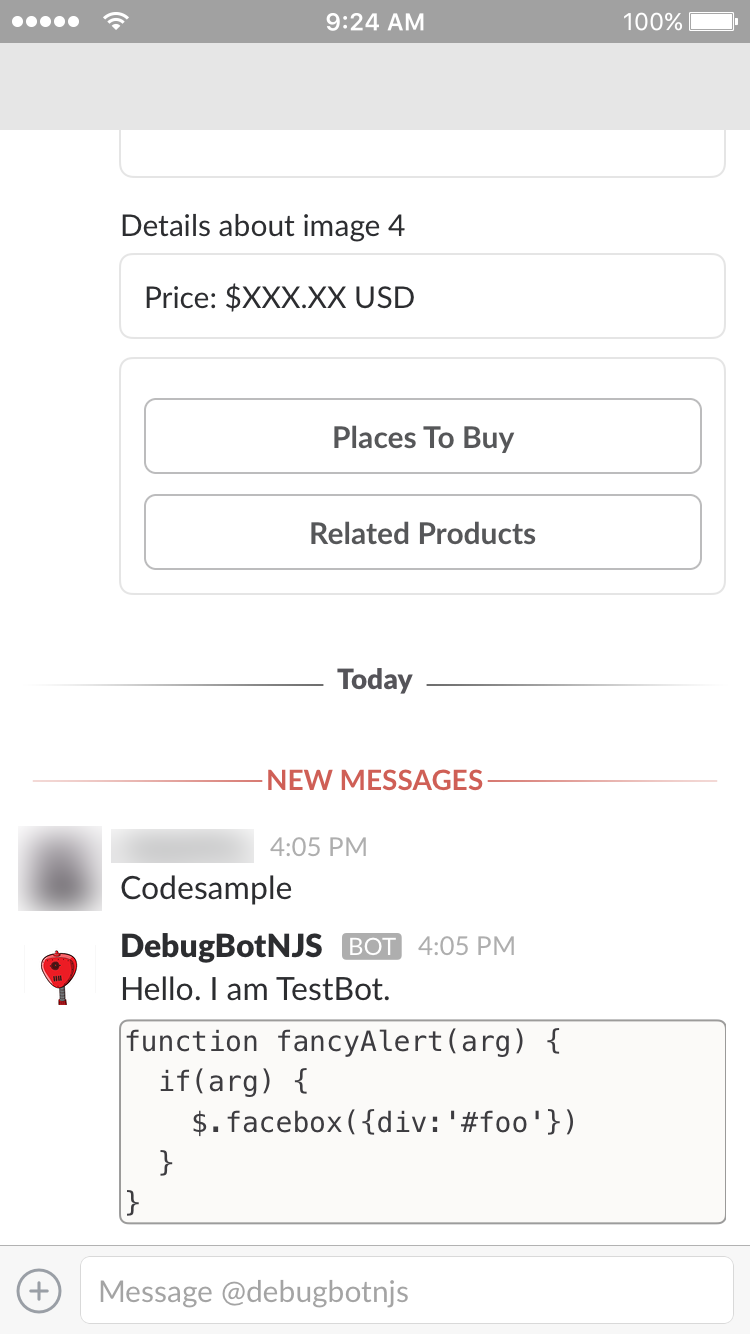 9:24 AM 100%
Details about image 4
Price: $XXX.XX USD
Places To Buy
Related Products
Today
NEW MESSAGES
4:05 PM
Codesample
DebugBotNJS BOT 4:05 PM
Hello. I am TestBot.
function fancyAlert(arg) {
  if(arg) {
    $.facebox({div:'#foo'})
  }
}
Message @debugbotnjs